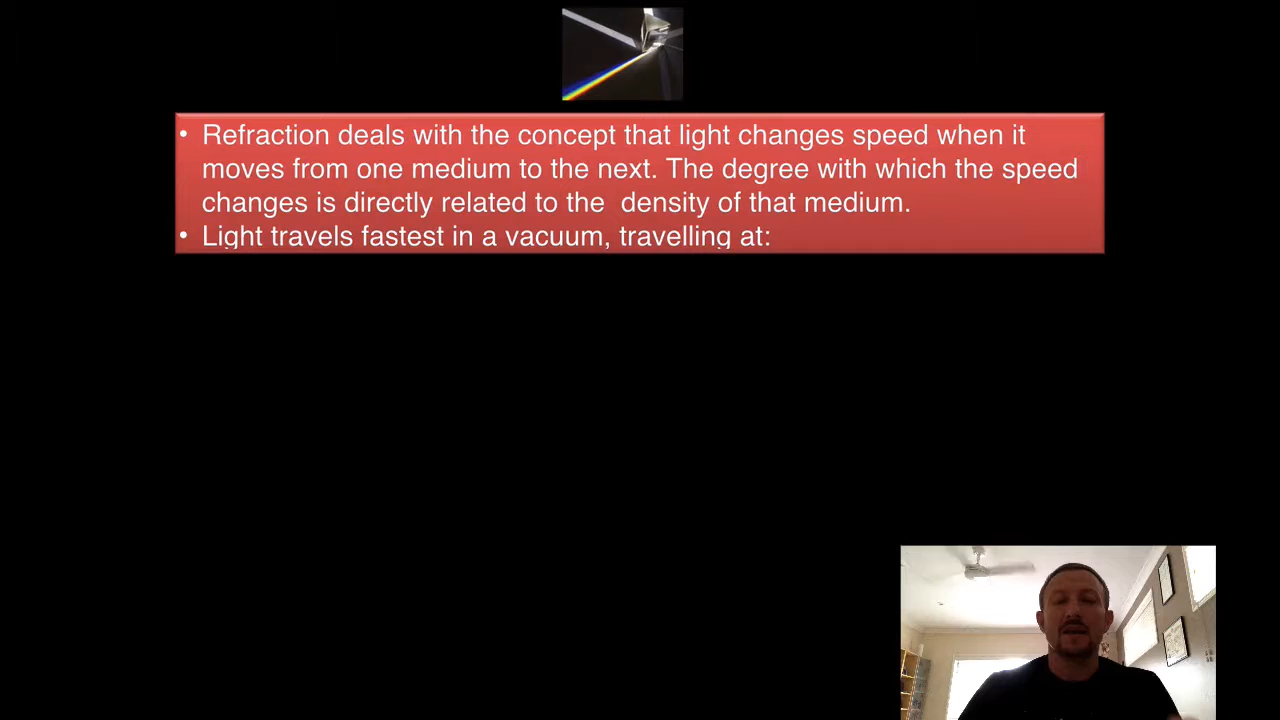 • Refraction deals with the concept that light changes speed when it
moves from one medium to the next. The degree with which the speed
changes is directly related to the  density of that medium.
• Light travels fastest in a vacuum, travelling at: